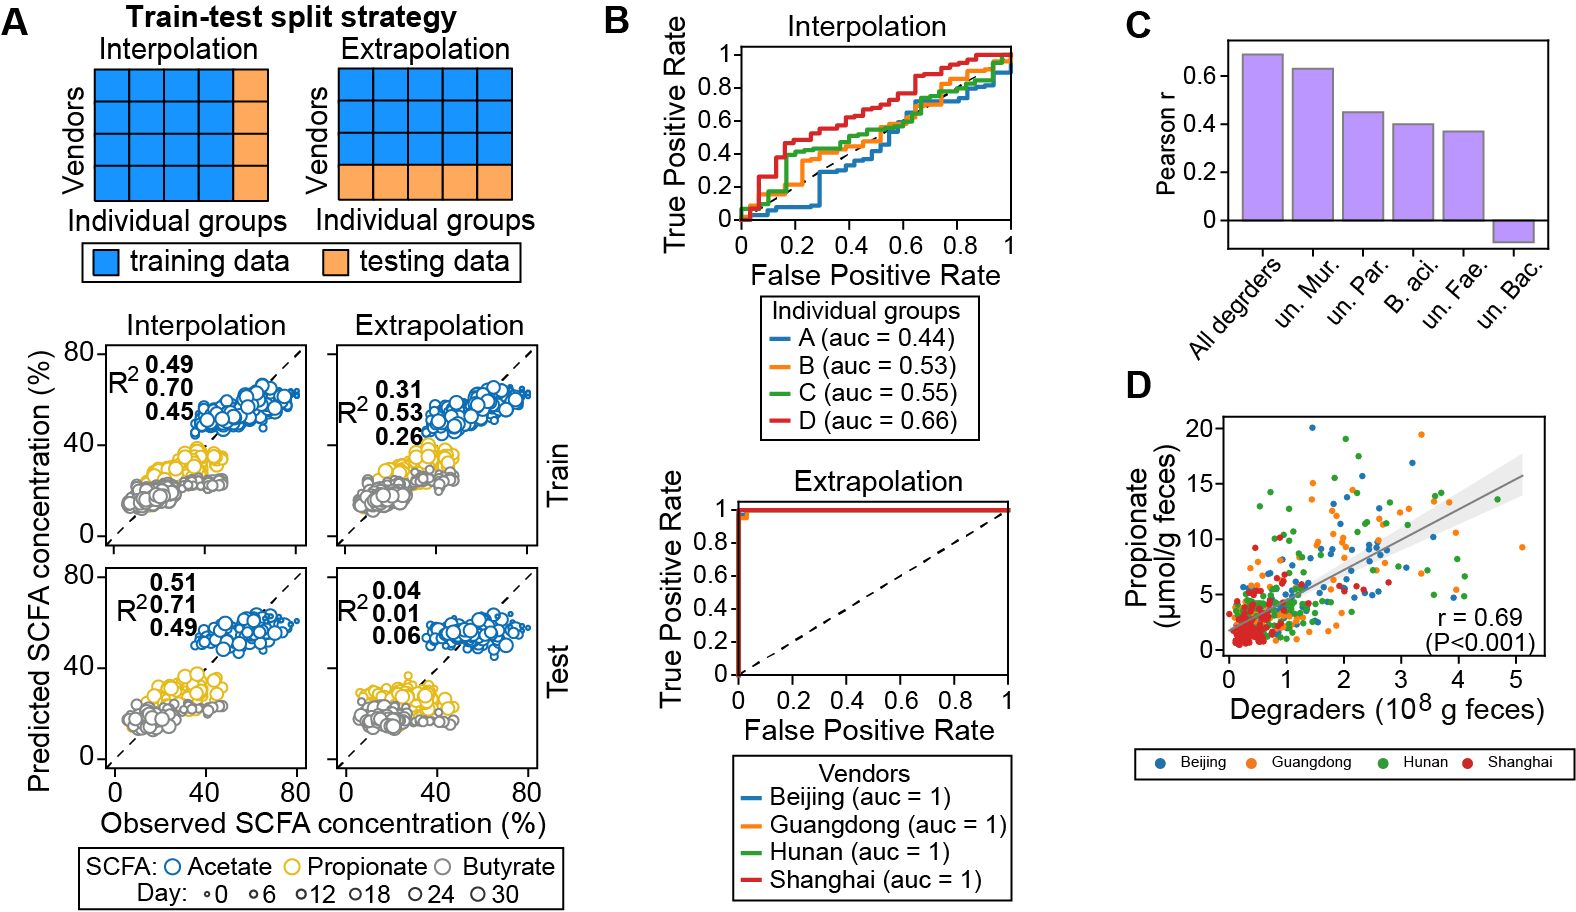 A
Train-test split strategy
Interpolation
Extrapolation
Vendors
Vendors
Individual groups
Individual groups
training data
testing data
Interpolation
Extrapolation
Predicted SCFA concentration (%)
80
40
0
R² 0.49
0.70
0.45
R² 0.31
0.53
0.26
Train
80
40
0
R² 0.51
0.71
0.49
R² 0.04
0.01
0.06
Test
0 40 80
0 40 80
Observed SCFA concentration (%)
SCFA: Acetate Propionate Butyrate
Day: 0 6 12 18 24 30
B
Interpolation
True Positive Rate
1
0.8
0.6
0.4
0.2
0
0 0.2 0.4 0.6 0.8 1
False Positive Rate
Individual groups
A (auc = 0.44)
B (auc = 0.53)
C (auc = 0.55)
D (auc = 0.66)
Extrapolation
True Positive Rate
1
0.8
0.6
0.4
0.2
0
0 0.2 0.4 0.6 0.8 1
False Positive Rate
Vendors
Beijing (auc = 1)
Guangdong (auc = 1)
Hunan (auc = 1)
Shanghai (auc = 1)
C
Pearson r
0.6
0.4
0.2
0
All degrders
un. Mur.
un. Par.
B. aci.
un. Fae.
un. Bac.
D
Propionate
(μmol/g feces)
20
15
10
5
0
r = 0.69
(P<0.001)
0 1 2 3 4 5
Degraders (10⁸ g feces)
Beijing Guangdong Hunan Shanghai